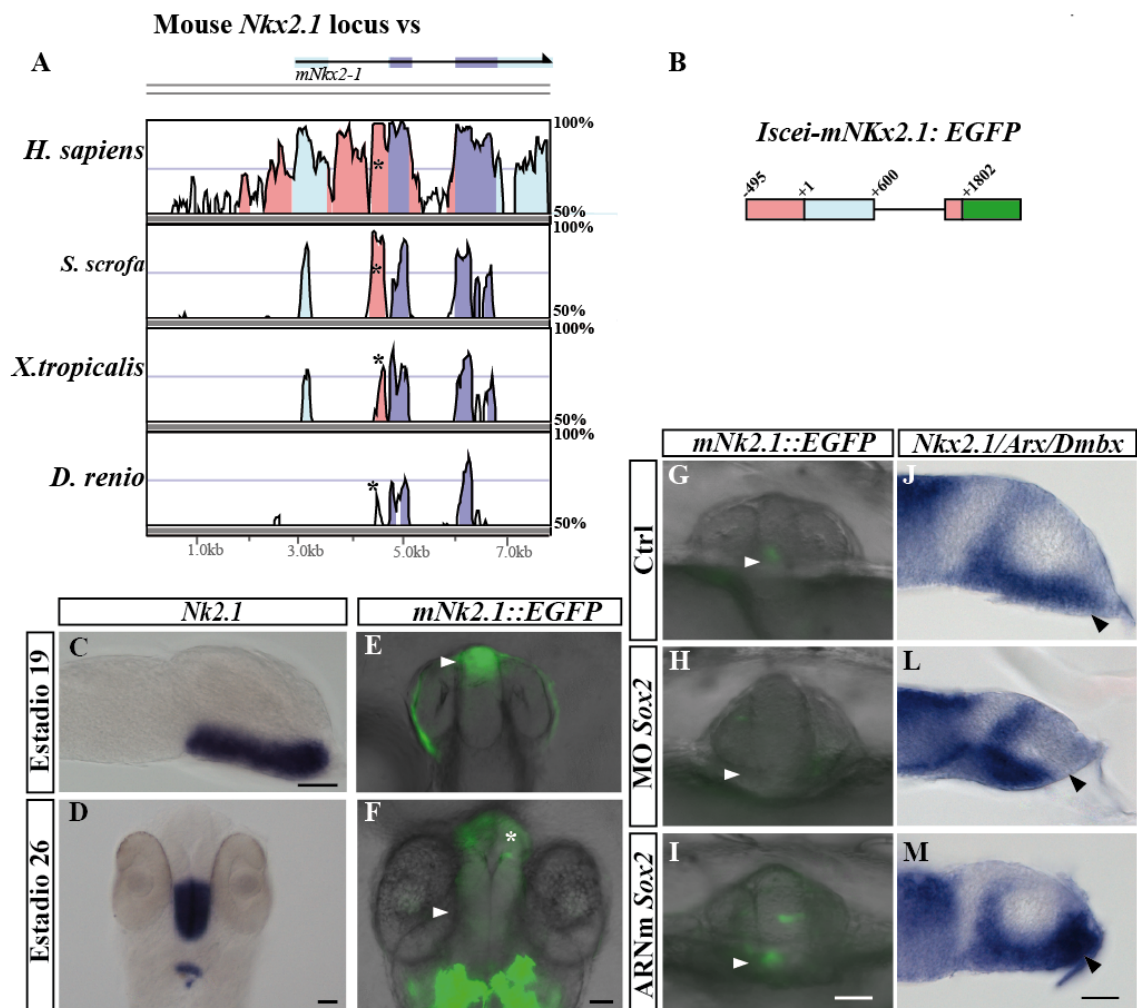 Mouse Nkx2.1 locus vs
A
mNkx2-1
H. sapiens
100%
*
50%
S. scrofa
100%
*
50%
X.tropicalis
100%
*
50%
D. renio
100%
*
50%
1.0kb 3.0kb 5.0kb 7.0kb
B
Iscei-mNKx2.1: EGFP
-495 +1 +600 +1802
Nk2.1
mNk2.1::EGFP
Estadio 19
C
E
Estadio 26
D
F
*
mNk2.1::EGFP
Nkx2.1/Arx/Dmbx
Ctrl
G
J
MO Sox2
H
L
ARNm Sox2
I
M